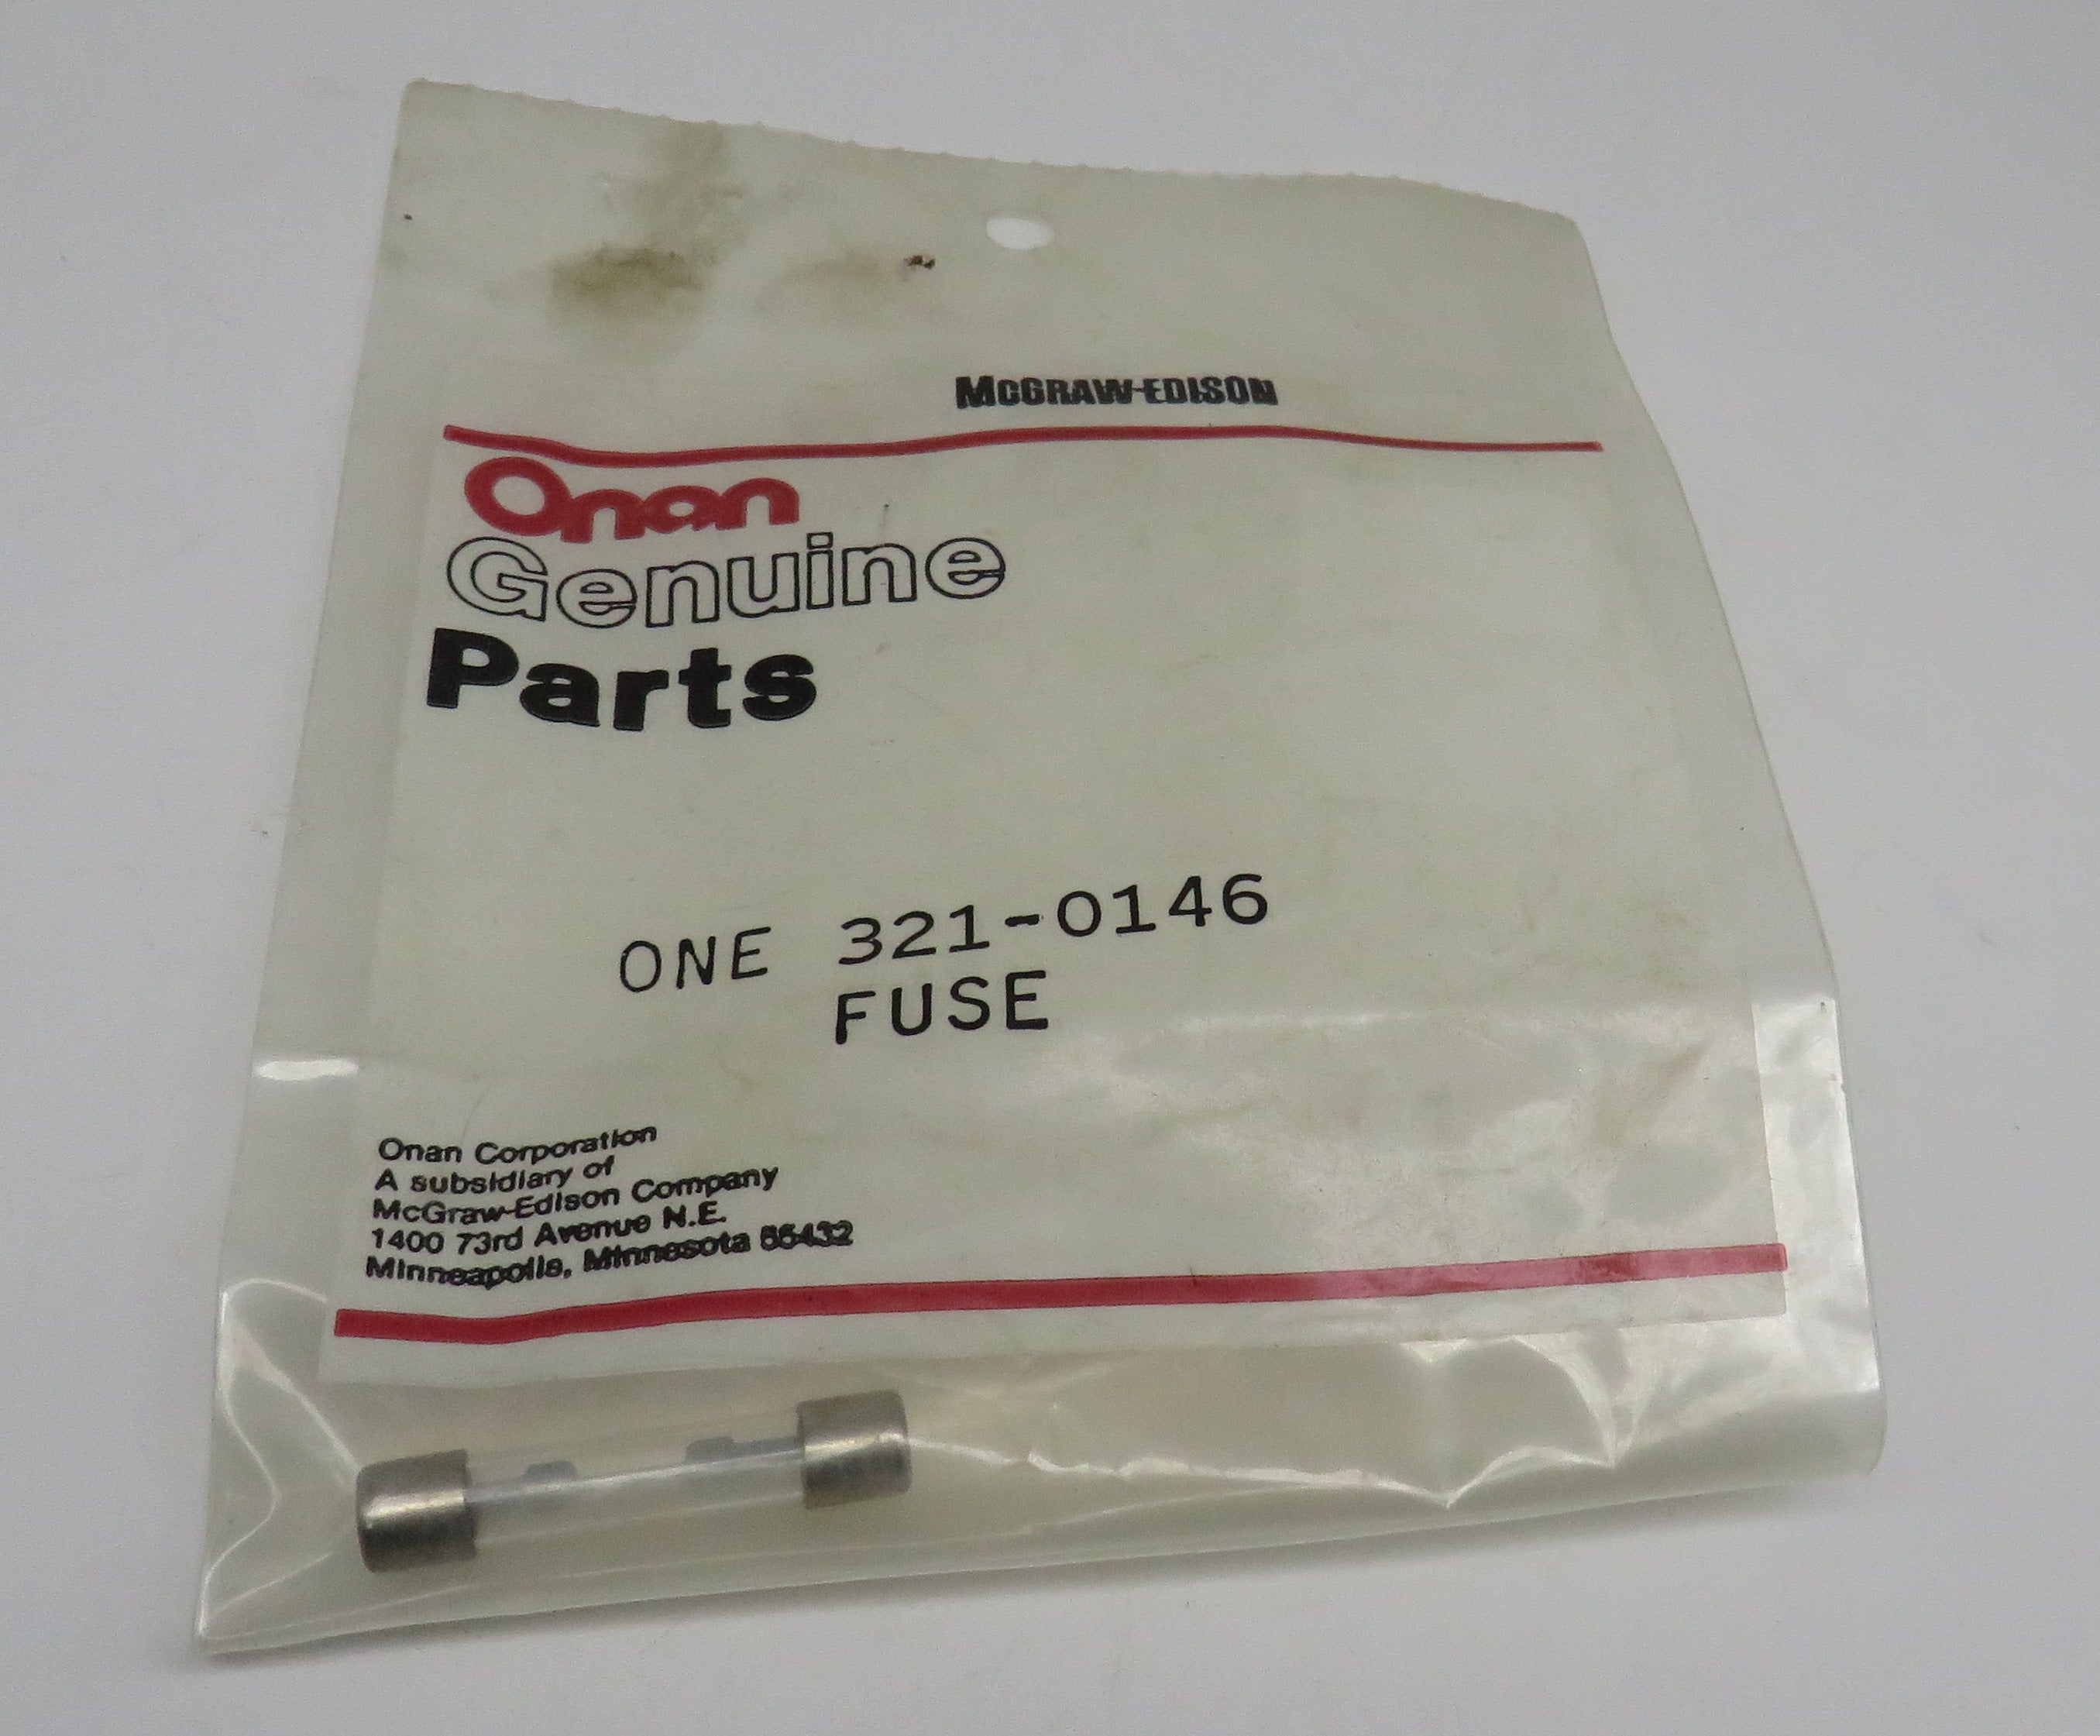 McGRAW-EDISON
Onan
Genuine
Parts
ONE 321-0146
FUSE
Onan Corporation
A subsidiary of
McGraw-Edison Company
1400 73rd Avenue N.E.
Minneapolis, Minnesota 55432